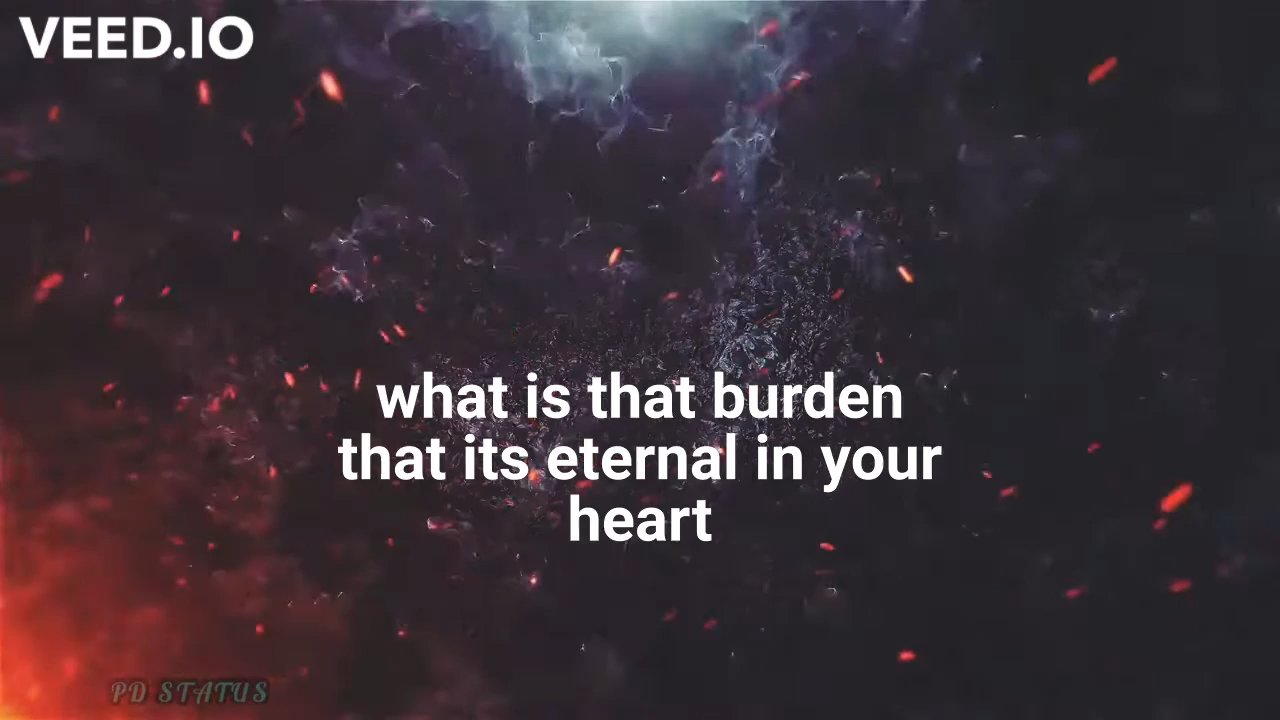 VEED.IO
what is that burden
that its eternal in your
heart
PD STATUS